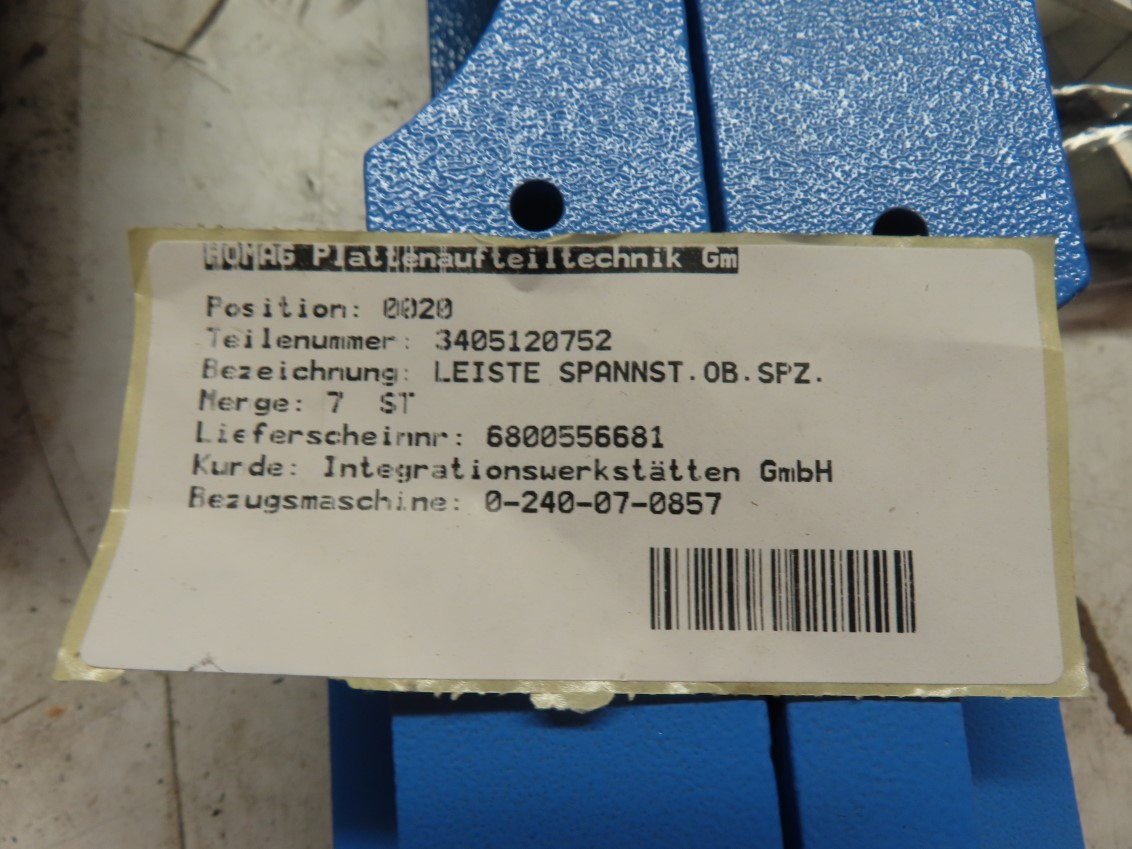 HOMAG Plattenaufteiltechnik Gm
Position: 0020
Teilenummer: 3405120752
Bezeichnung: LEISTE SPANNST.OB.SPZ.
Menge: 7 ST
Lieferscheinnr: 6800556681
Kunde: Integrationswerkstätten GmbH
Bezugsmaschine: 0-240-07-0857